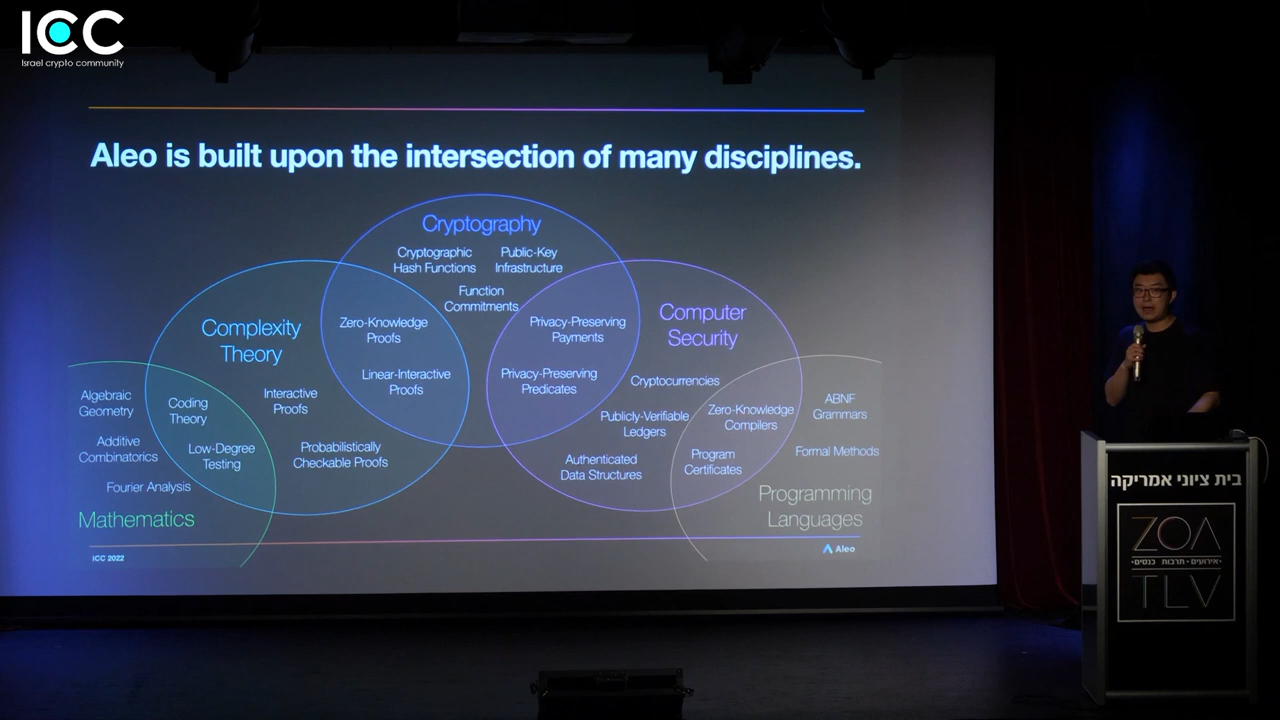 ICC
Israel crypto community
Aleo is built upon the intersection of many disciplines.
Cryptography
Cryptographic
Hash Functions
Public-Key
Infrastructure
Function
Commitments
Complexity
Theory
Zero-Knowledge
Proofs
Linear-Interactive
Proofs
Privacy-Preserving
Payments
Privacy-Preserving
Predicates
Computer
Security
Algebraic
Geometry
Coding
Theory
Interactive
Proofs
Cryptocurrencies
Publicly-Verifiable
Ledgers
Zero-Knowledge
Compilers
ABNF
Grammars
Additive
Combinatorics
Low-Degree
Testing
Probabilistically
Checkable Proofs
Authenticated
Data Structures
Program
Certificates
Formal Methods
Fourier Analysis
Mathematics
Programming
Languages
ICC 2022
Aleo
בית ציוני אמריקה
ZOA
אירועים • תרבות • כנסים
TLV